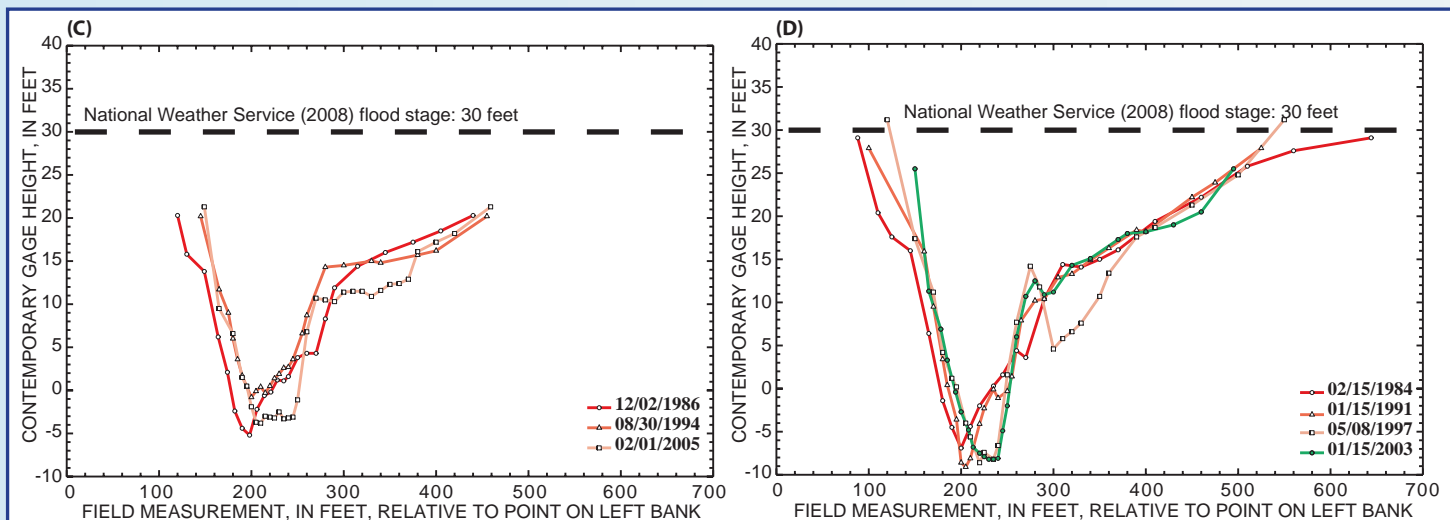 (C)
40
30
20
10
0
-10
35
25
15
5
-5
CONTEMPORARY GAGE HEIGHT, IN FEET
National Weather Service (2008) flood stage: 30 feet
12/02/1986
08/30/1994
02/01/2005
0 100 200 300 400 500 600 700
FIELD MEASUREMENT, IN FEET, RELATIVE TO POINT ON LEFT BANK
(D)
40
35
30
25
20
15
10
5
0
-5
-10
CONTEMPORARY GAGE HEIGHT, IN FEET
National Weather Service (2008) flood stage: 30 feet
02/15/1984
01/15/1991
05/08/1997
01/15/2003
0 100 200 300 400 500 600 700
FIELD MEASUREMENT, IN FEET, RELATIVE TO POINT ON LEFT BANK